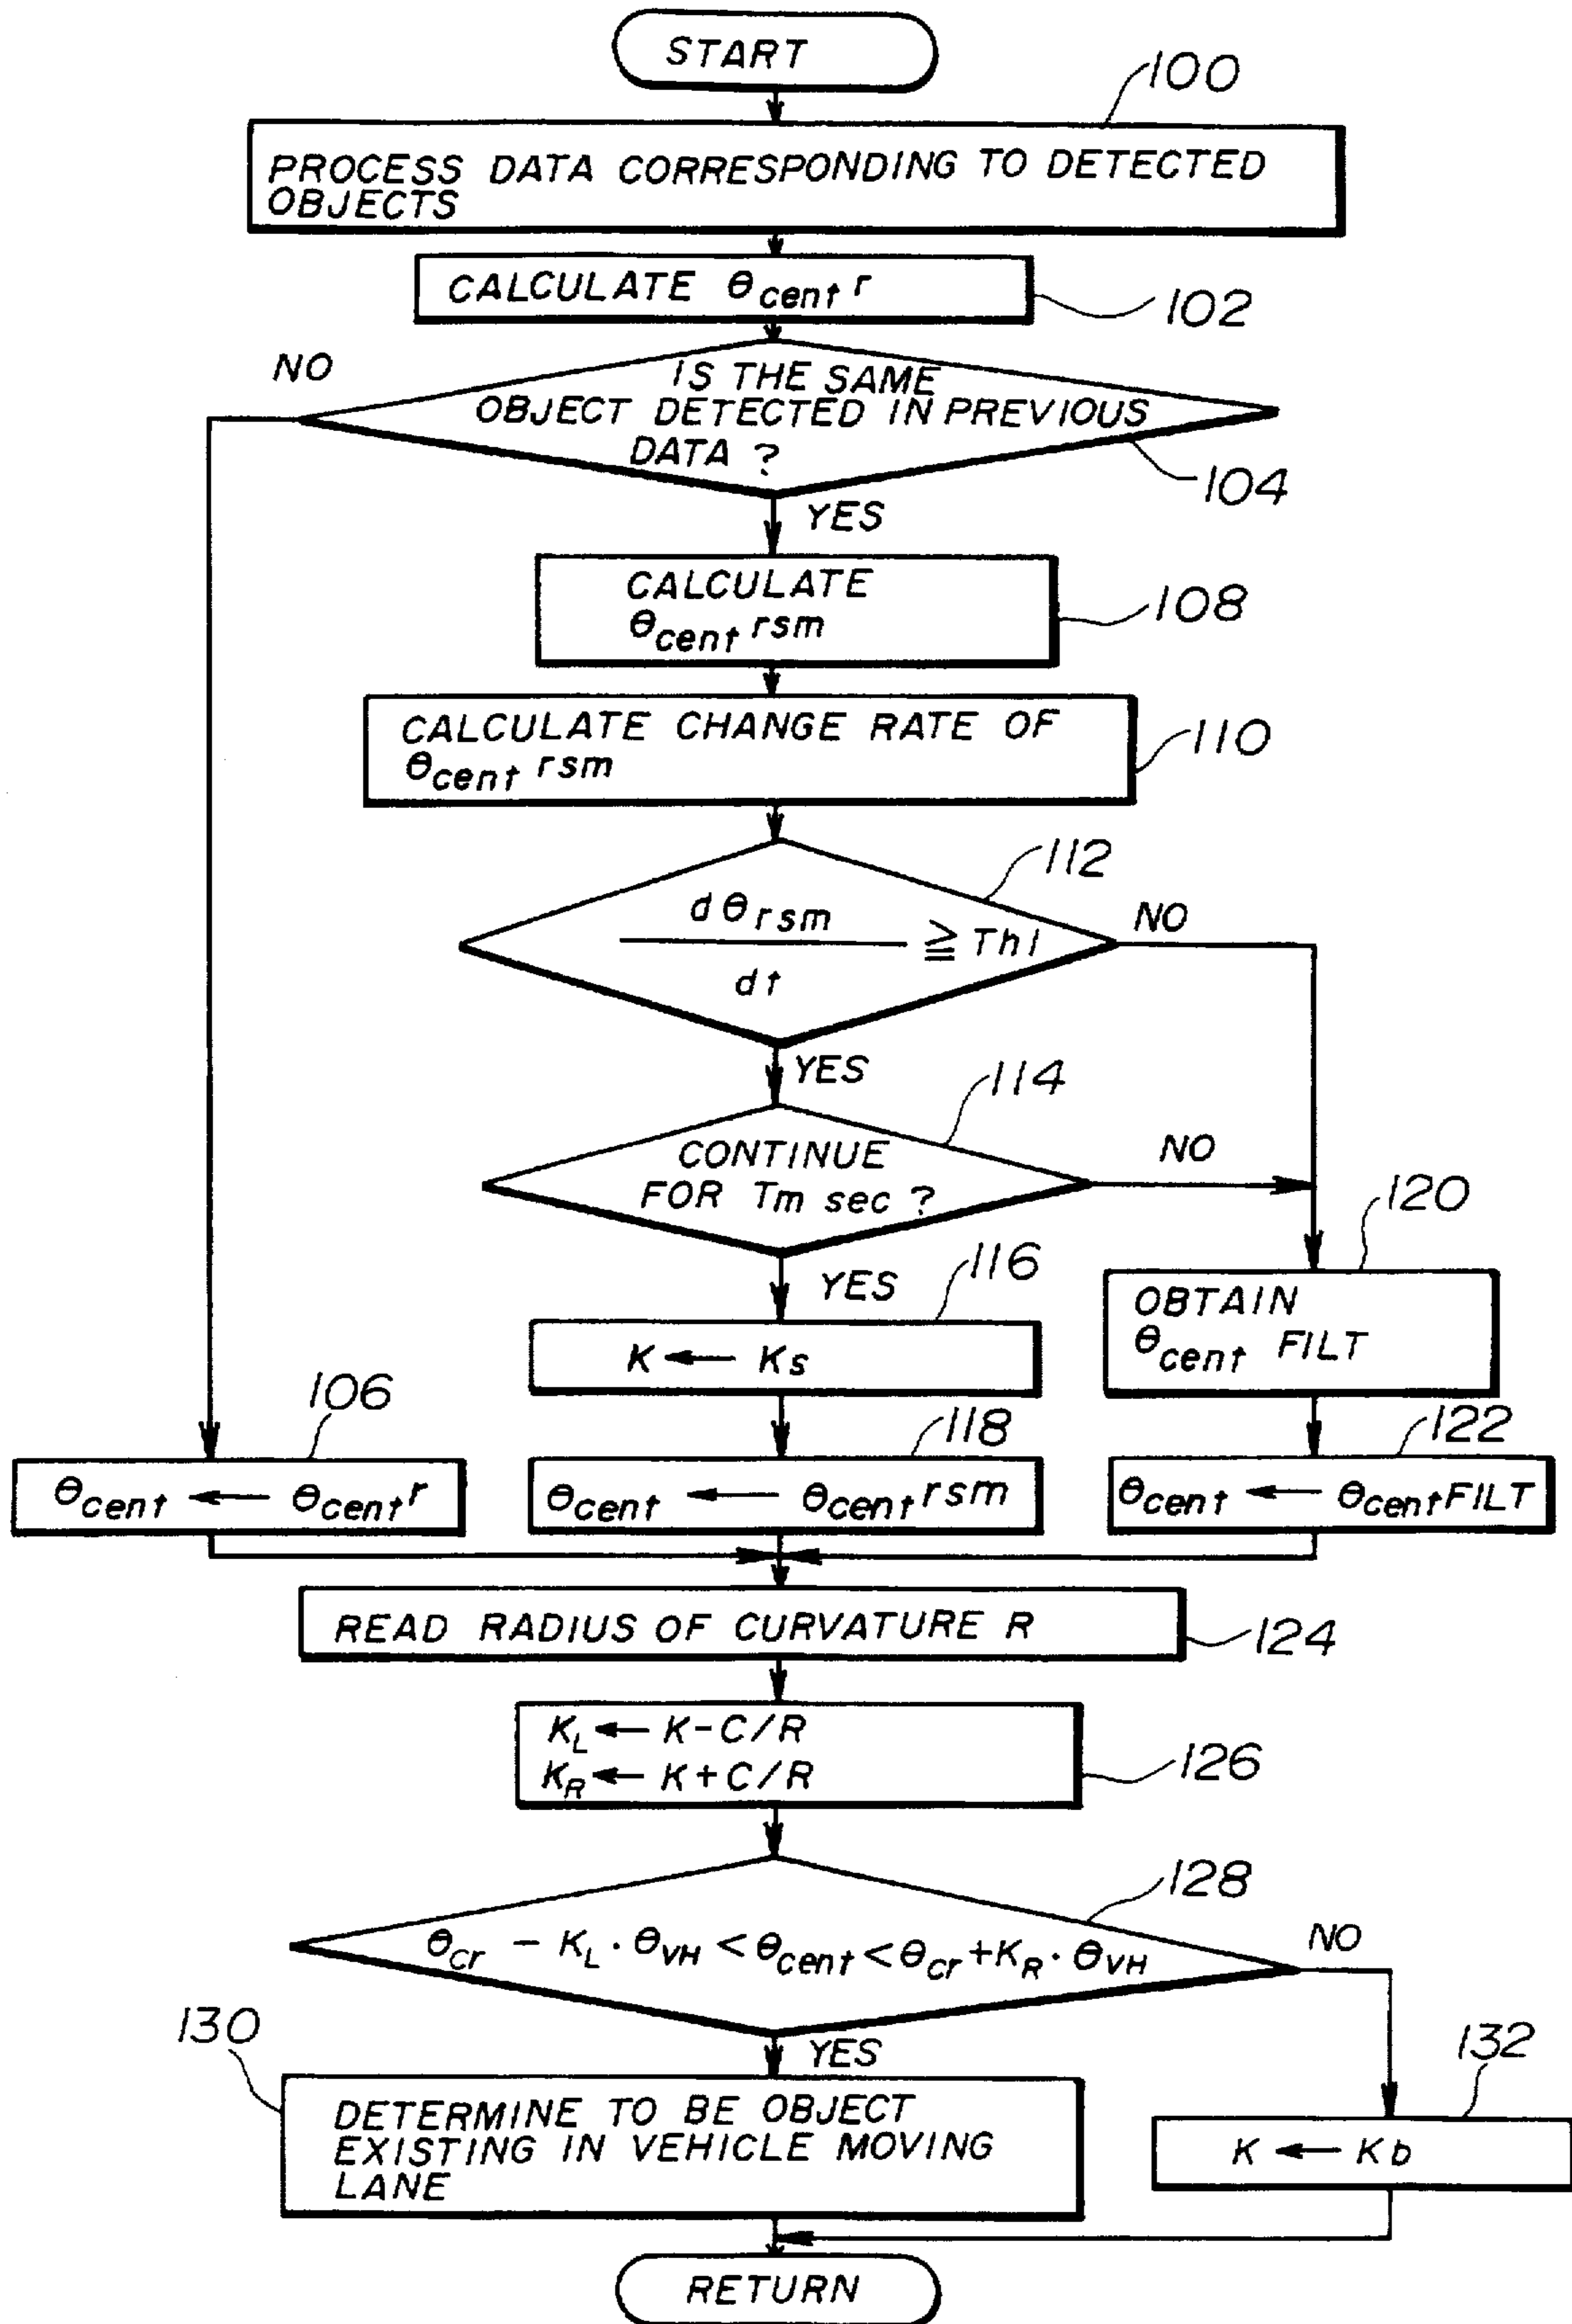 START
100
PROCESS DATA CORRESPONDING TO DETECTED
OBJECTS
CALCULATE θcent r
102
NO
IS THE SAME
OBJECT DETECTED IN PREVIOUS
DATA ?
104
YES
CALCULATE
θcent rsm
108
CALCULATE CHANGE RATE OF
θcent rsm
110
112
dθrsm
≧ Th1
dt
NO
YES
114
CONTINUE
FOR Tm sec ?
NO
120
YES
116
OBTAIN
θcent FILT
K ← Ks
106
118
122
θcent ← θcent r
θcent ← θcent rsm
θcent ← θcent FILT
READ RADIUS OF CURVATURE R
124
KL ← K-C/R
KR ← K+C/R
126
128
θcr - KL · θVH < θcent < θcr + KR · θVH
NO
130
YES
132
DETERMINE TO BE OBJECT
EXISTING IN VEHICLE MOVING
LANE
K ← Kb
RETURN